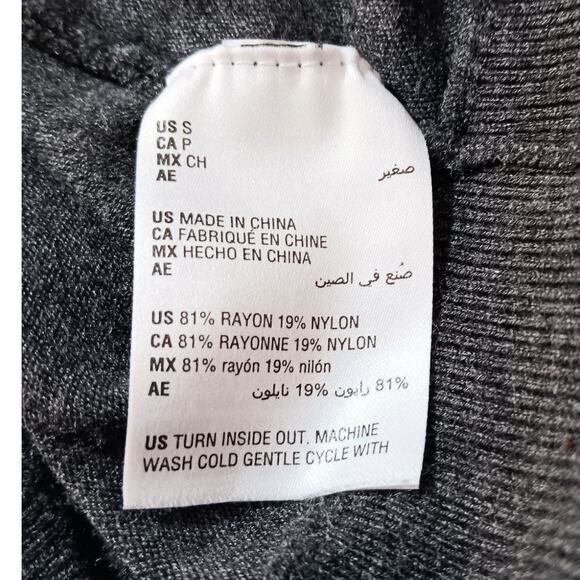 US S
CA P
MX CH
AE صغير
US MADE IN CHINA
CA FABRIQUÉ EN CHINE
MX HECHO EN CHINA
AE صُنع في الصين
US 81% RAYON 19% NYLON
CA 81% RAYONNE 19% NYLON
MX 81% rayón 19% nilón
AE 81% رايون 19% نايلون
US TURN INSIDE OUT. MACHINE
WASH COLD GENTLE CYCLE WITH